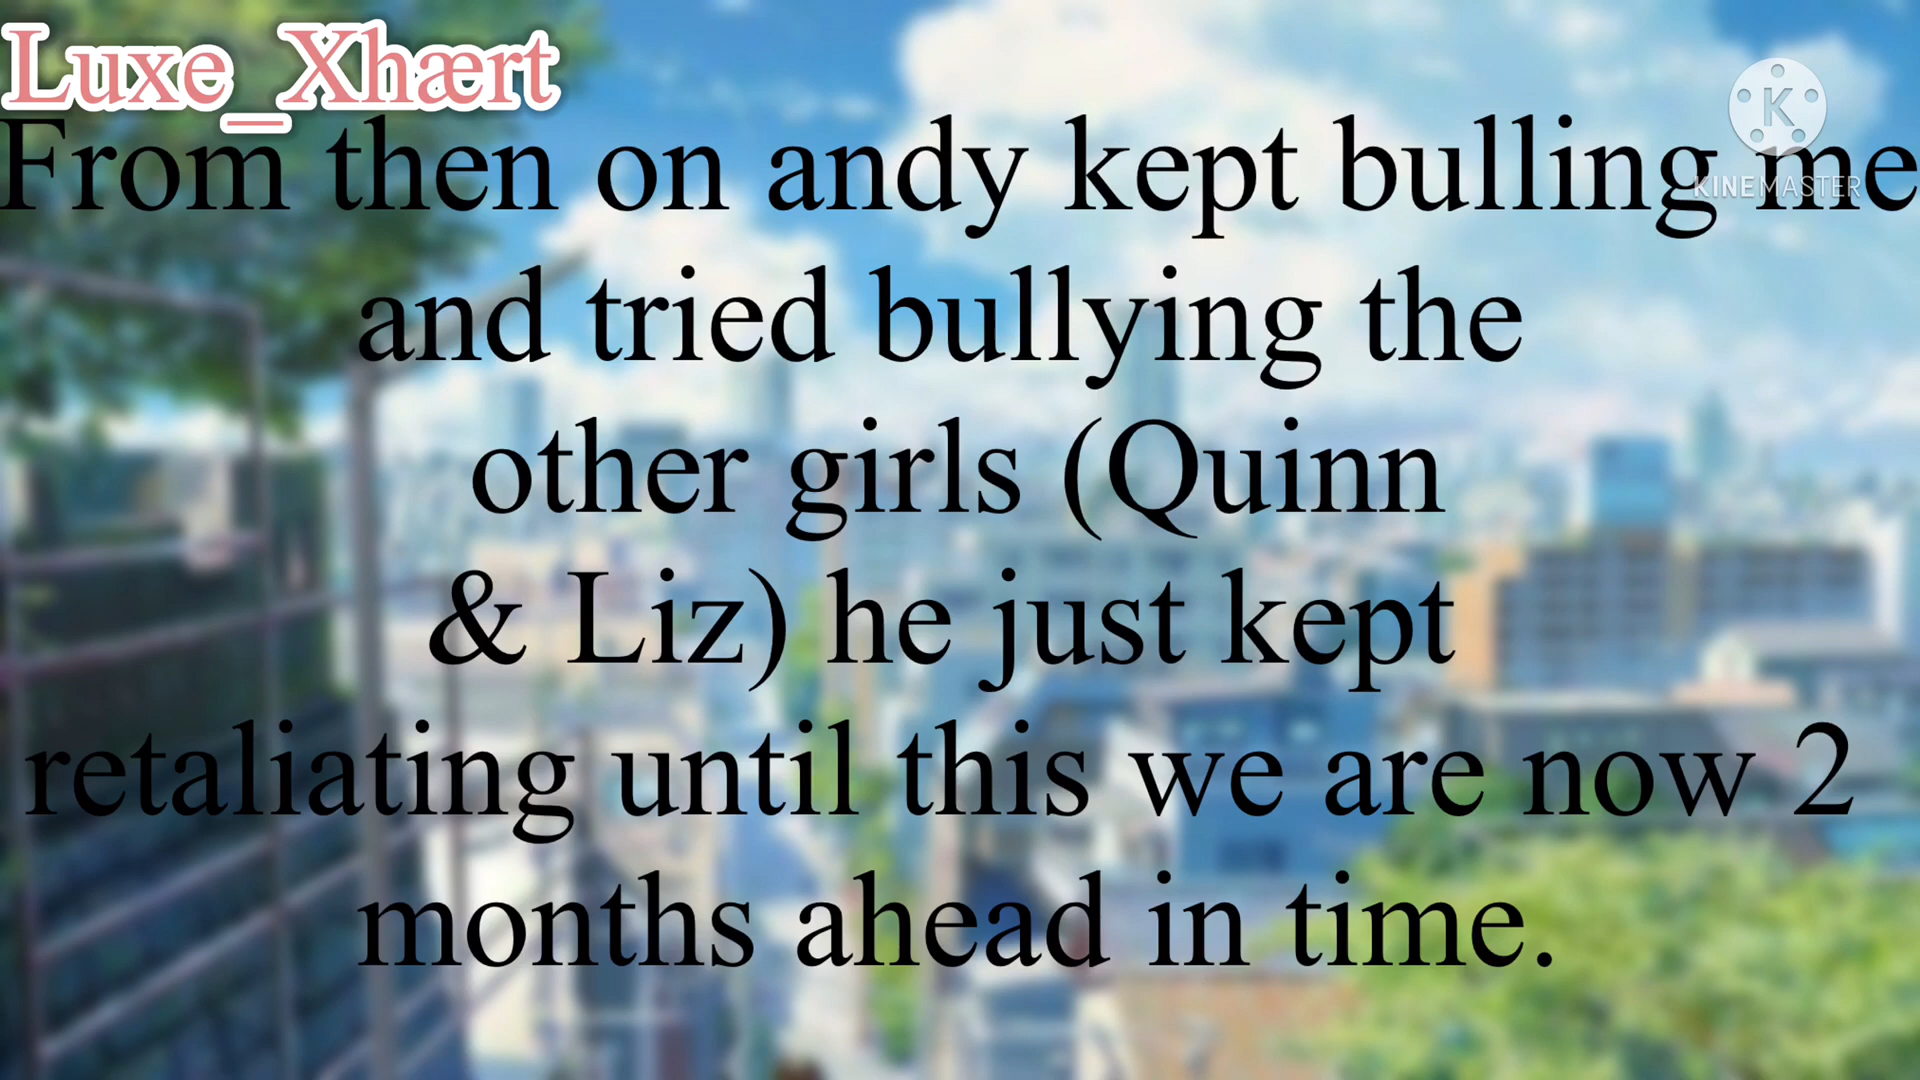 Luxe_Xhært
K
KINEMASTER
From then on andy kept bulling me
and tried bullying the
other girls (Quinn
& Liz) he just kept
retaliating until this we are now 2
months ahead in time.